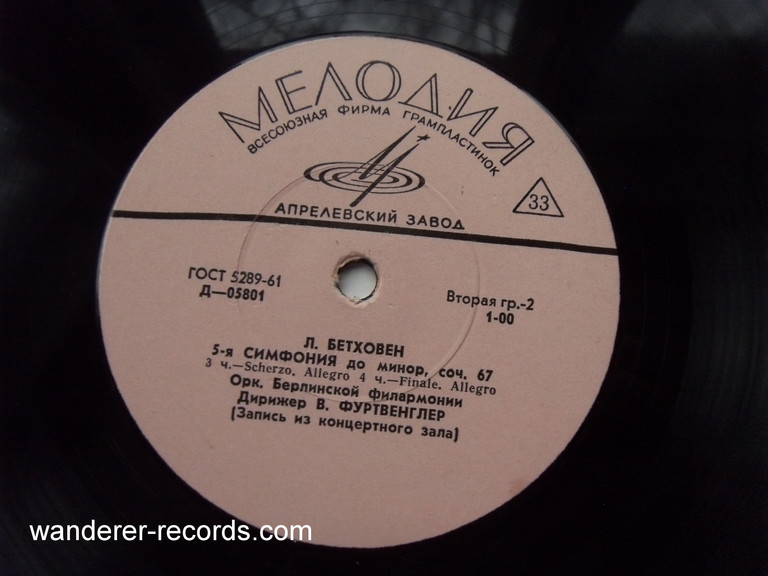 МЕЛОДИЯ
ВСЕСОЮЗНАЯ ФИРМА ГРАМПЛАСТИНОК
33
АПРЕЛЕВСКИЙ ЗАВОД
ГОСТ 5289-61
Д—05801
Вторая гр.-2
1-00
Л. БЕТХОВЕН
5-я СИМФОНИЯ до минор, соч. 67
3 ч.—Scherzo. Allegro 4 ч.—Finale. Allegro
Орк. Берлинской филармонии
Дирижер В. ФУРТВЕНГЛЕР
(Запись из концертного зала)
wanderer-records.com